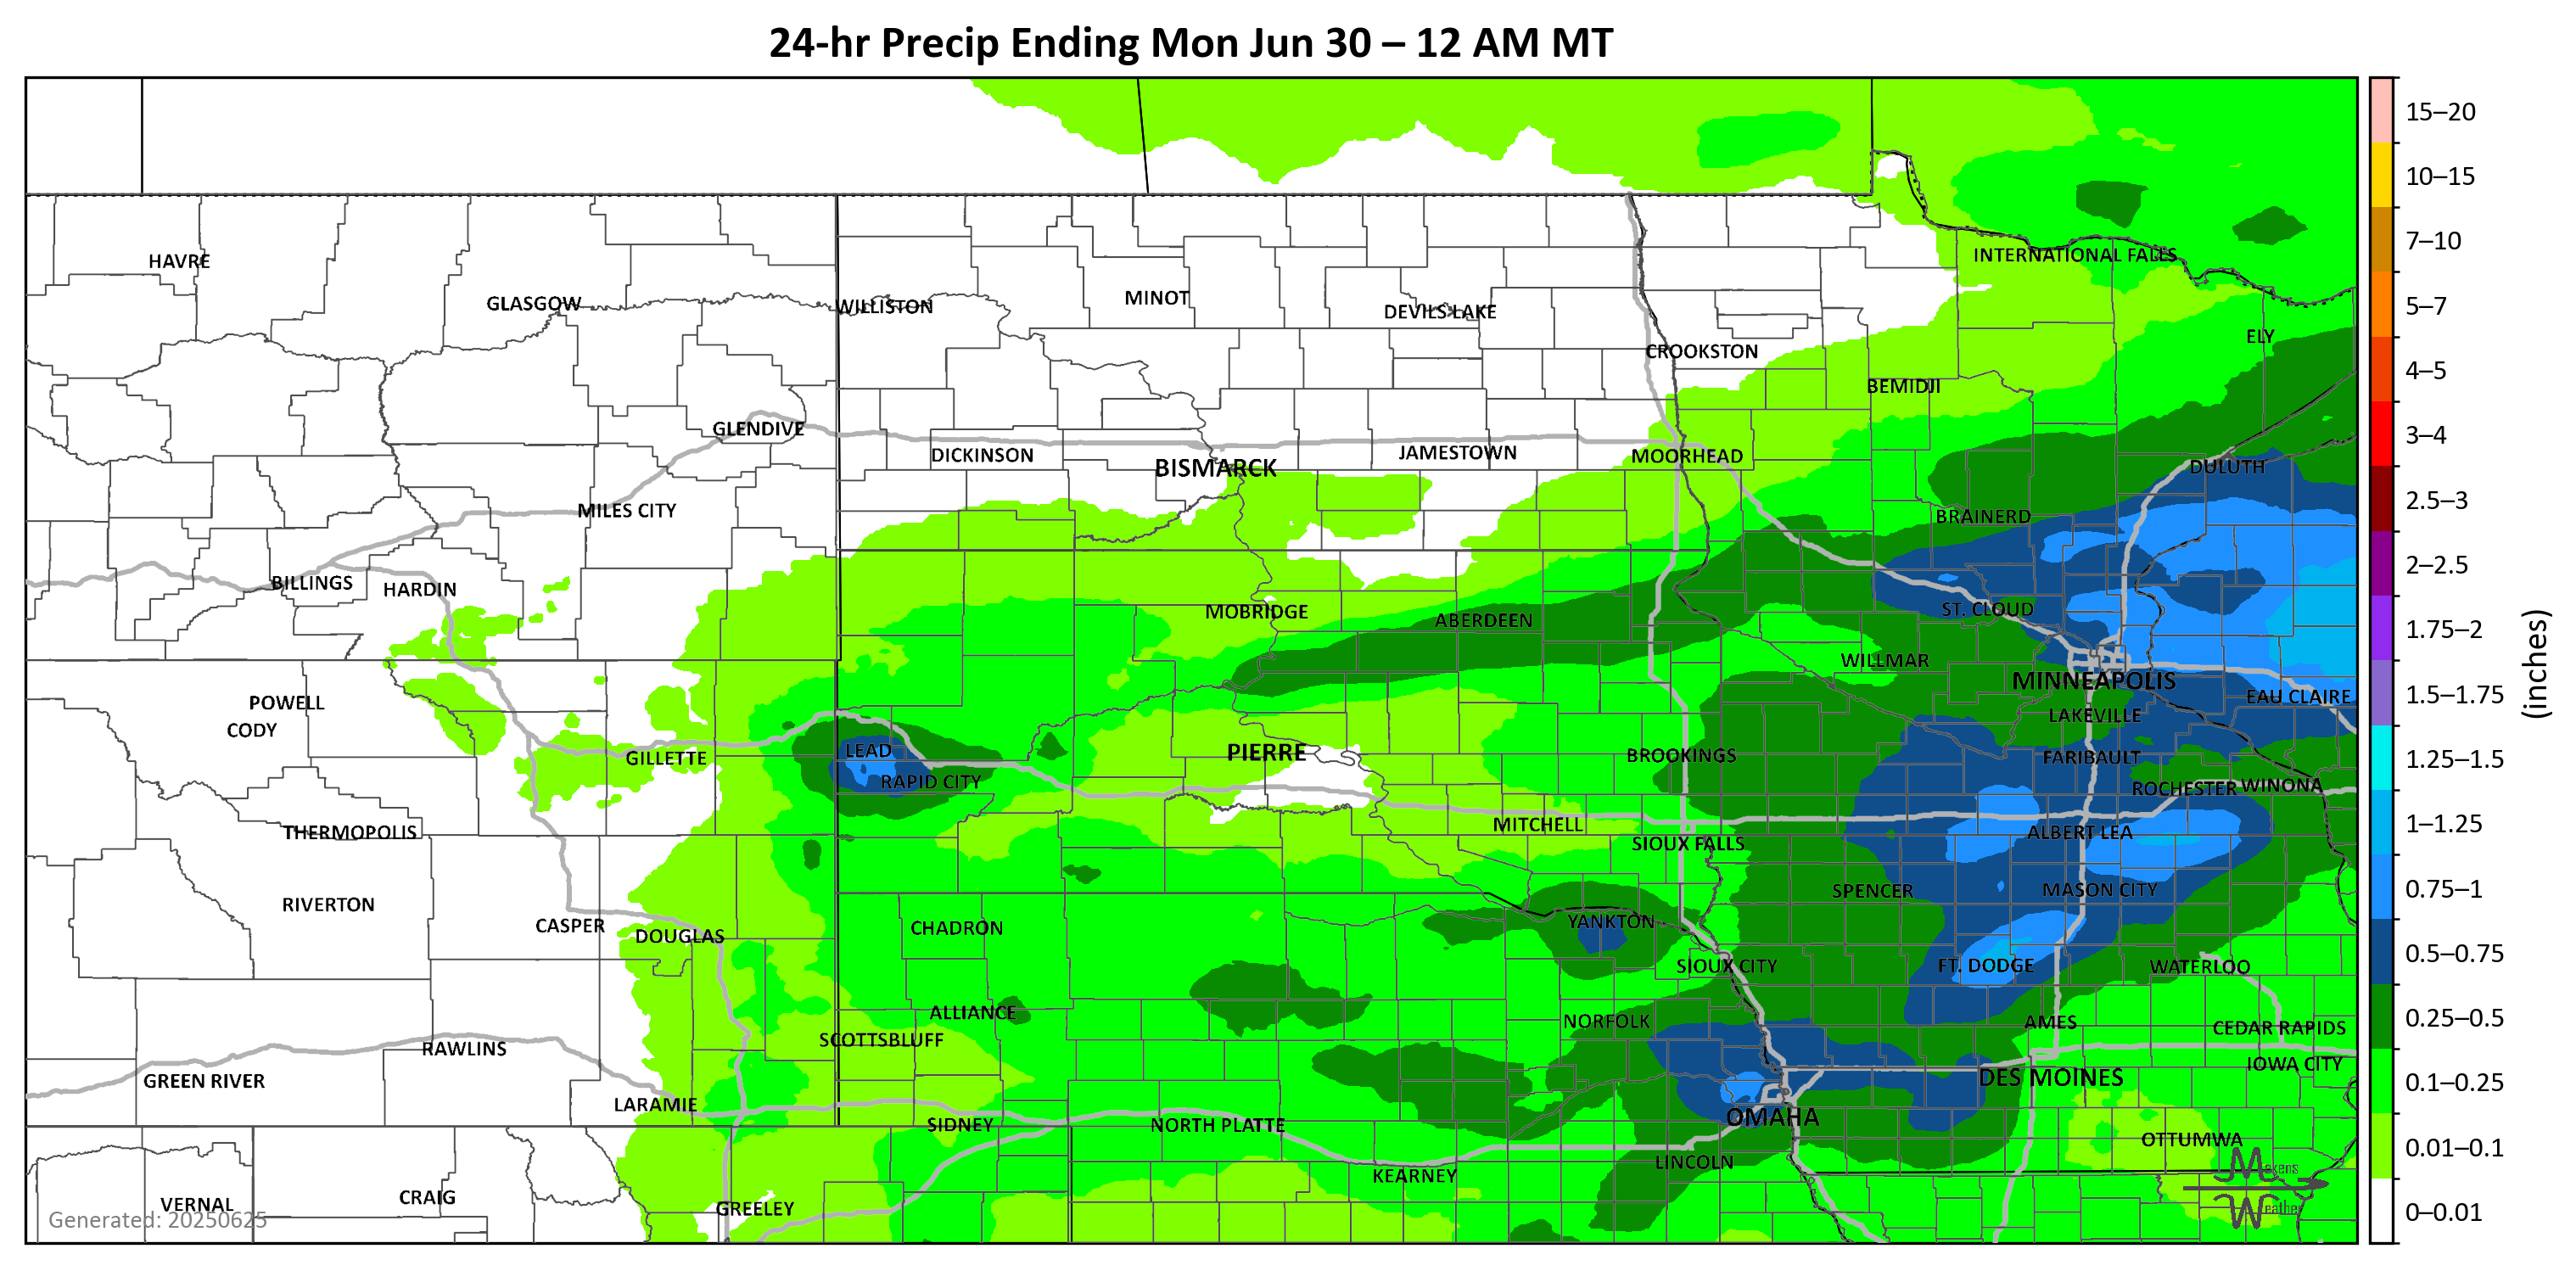 24-hr Precip Ending Mon Jun 30 – 12 AM MT
15–20
10–15
7–10
5–7
4–5
3–4
2.5–3
2–2.5
1.75–2
1.5–1.75
1.25–1.5
1–1.25
0.75–1
0.5–0.75
0.25–0.5
0.1–0.25
0.01–0.1
0–0.01
(inches)
HAVRE
GLASGOW
WILLISTON
MINOT
DEVILS LAKE
INTERNATIONAL FALLS
ELY
CROOKSTON
BEMIDJI
GLENDIVE
DICKINSON
BISMARCK
JAMESTOWN
MOORHEAD
DULUTH
MILES CITY
BRAINERD
BILLINGS
HARDIN
MOBRIDGE
ABERDEEN
ST. CLOUD
WILLMAR
MINNEAPOLIS
EAU CLAIRE
POWELL
CODY
LAKEVILLE
GILLETTE
LEAD
RAPID CITY
PIERRE
BROOKINGS
FARIBAULT
ROCHESTER
WINONA
THERMOPOLIS
MITCHELL
SIOUX FALLS
ALBERT LEA
RIVERTON
CASPER
DOUGLAS
CHADRON
YANKTON
SPENCER
MASON CITY
SIOUX CITY
FT. DODGE
WATERLOO
ALLIANCE
SCOTTSBLUFF
NORFOLK
AMES
CEDAR RAPIDS
IOWA CITY
RAWLINS
GREEN RIVER
LARAMIE
SIDNEY
NORTH PLATTE
OMAHA
DES MOINES
OTTUMWA
KEARNEY
LINCOLN
VERNAL
CRAIG
GREELEY
Generated: 20250625
Makens
Weather